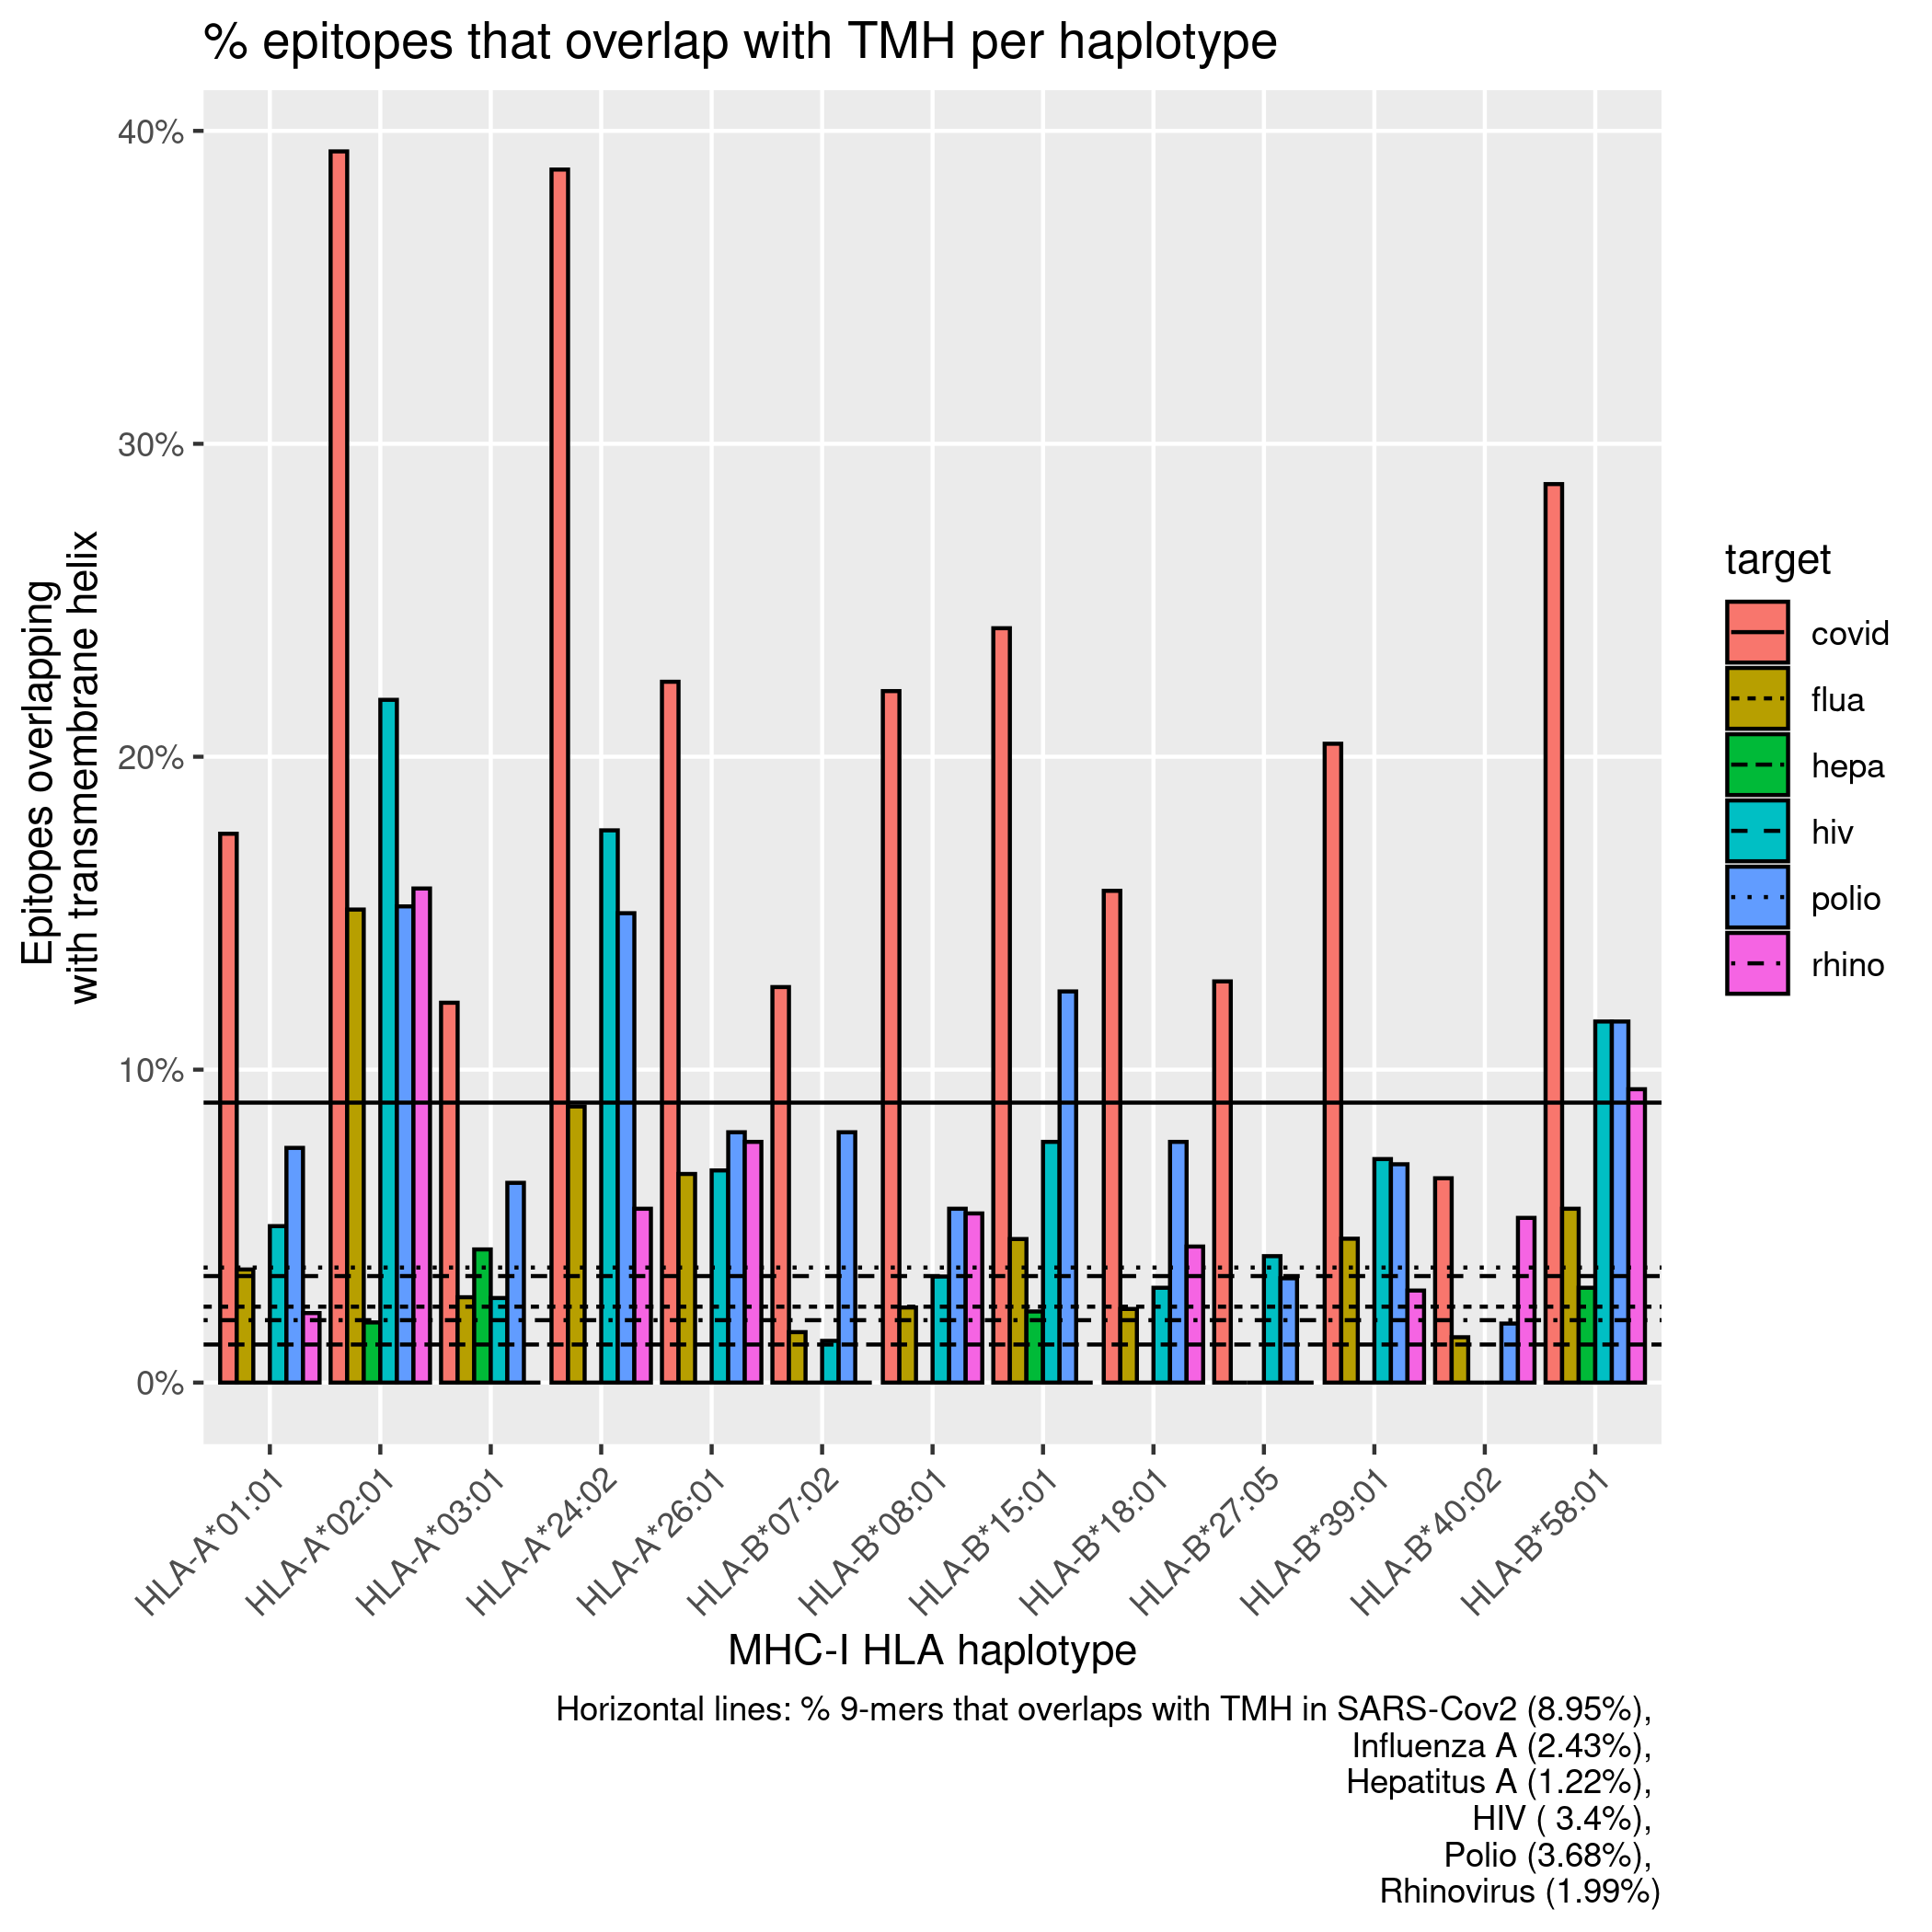 % epitopes that overlap with TMH per haplotype
Epitopes overlapping
with transmembrane helix
40%
30%
20%
10%
0%
HLA-A*01:01
HLA-A*02:01
HLA-A*03:01
HLA-A*24:02
HLA-A*26:01
HLA-B*07:02
HLA-B*08:01
HLA-B*15:01
HLA-B*18:01
HLA-B*27:05
HLA-B*39:01
HLA-B*40:02
HLA-B*58:01
MHC-I HLA haplotype
target
covid
flua
hepa
hiv
polio
rhino
Horizontal lines: % 9-mers that overlaps with TMH in SARS-Cov2 (8.95%),
Influenza A (2.43%),
Hepatitus A (1.22%),
HIV ( 3.4%),
Polio (3.68%),
Rhinovirus (1.99%)